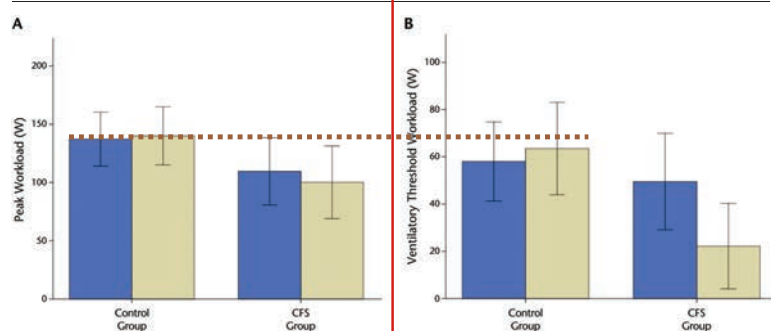 A
Peak Workload (W)
200
150
100
50
0
Control
Group
CFS
Group
B
Ventilatory Threshold Workload (W)
100
80
60
40
20
0
Control
Group
CFS
Group